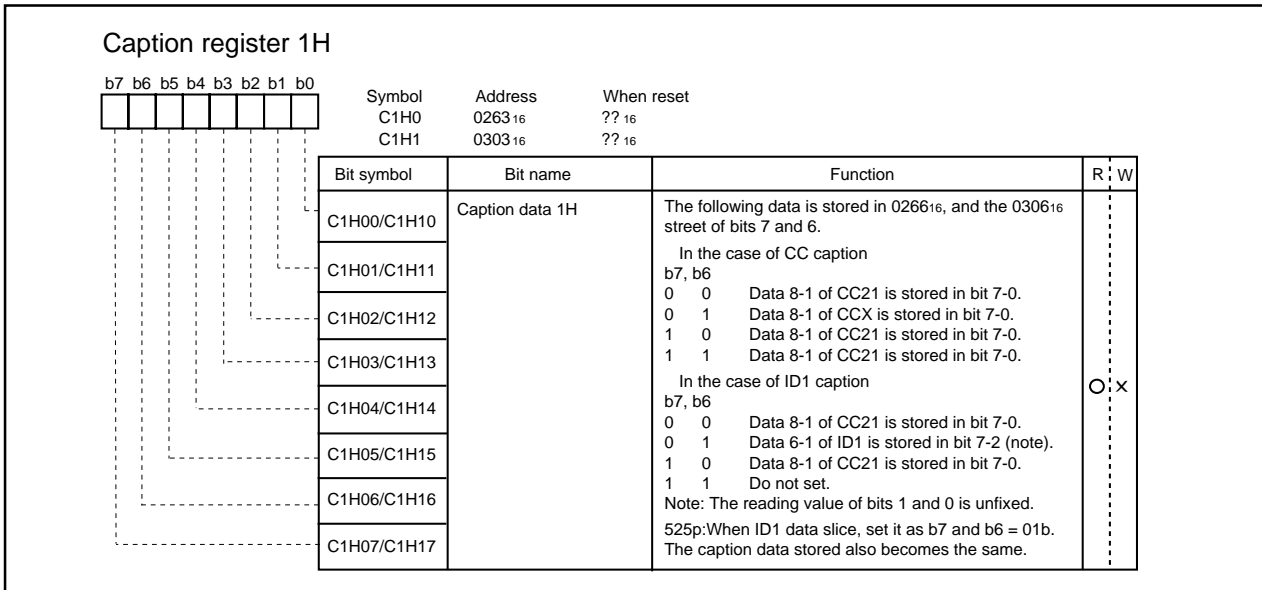 Caption register 1H
b7 b6 b5 b4 b3 b2 b1 b0
Symbol Address When reset
C1H0 0263 16 ?? 16
C1H1 0303 16 ?? 16
Bit symbol Bit name Function R W
C1H00/C1H10
C1H01/C1H11
C1H02/C1H12
C1H03/C1H13
C1H04/C1H14
C1H05/C1H15
C1H06/C1H16
C1H07/C1H17
Caption data 1H
The following data is stored in 026616, and the 030616
street of bits 7 and 6.
In the case of CC caption
b7, b6
0 0 Data 8-1 of CC21 is stored in bit 7-0.
0 1 Data 8-1 of CCX is stored in bit 7-0.
1 0 Data 8-1 of CC21 is stored in bit 7-0.
1 1 Data 8-1 of CC21 is stored in bit 7-0.
In the case of ID1 caption
b7, b6
0 0 Data 8-1 of CC21 is stored in bit 7-0.
0 1 Data 6-1 of ID1 is stored in bit 7-2 (note).
1 0 Data 8-1 of CC21 is stored in bit 7-0.
1 1 Do not set.
Note: The reading value of bits 1 and 0 is unfixed.
525p:When ID1 data slice, set it as b7 and b6 = 01b.
The caption data stored also becomes the same.
O X